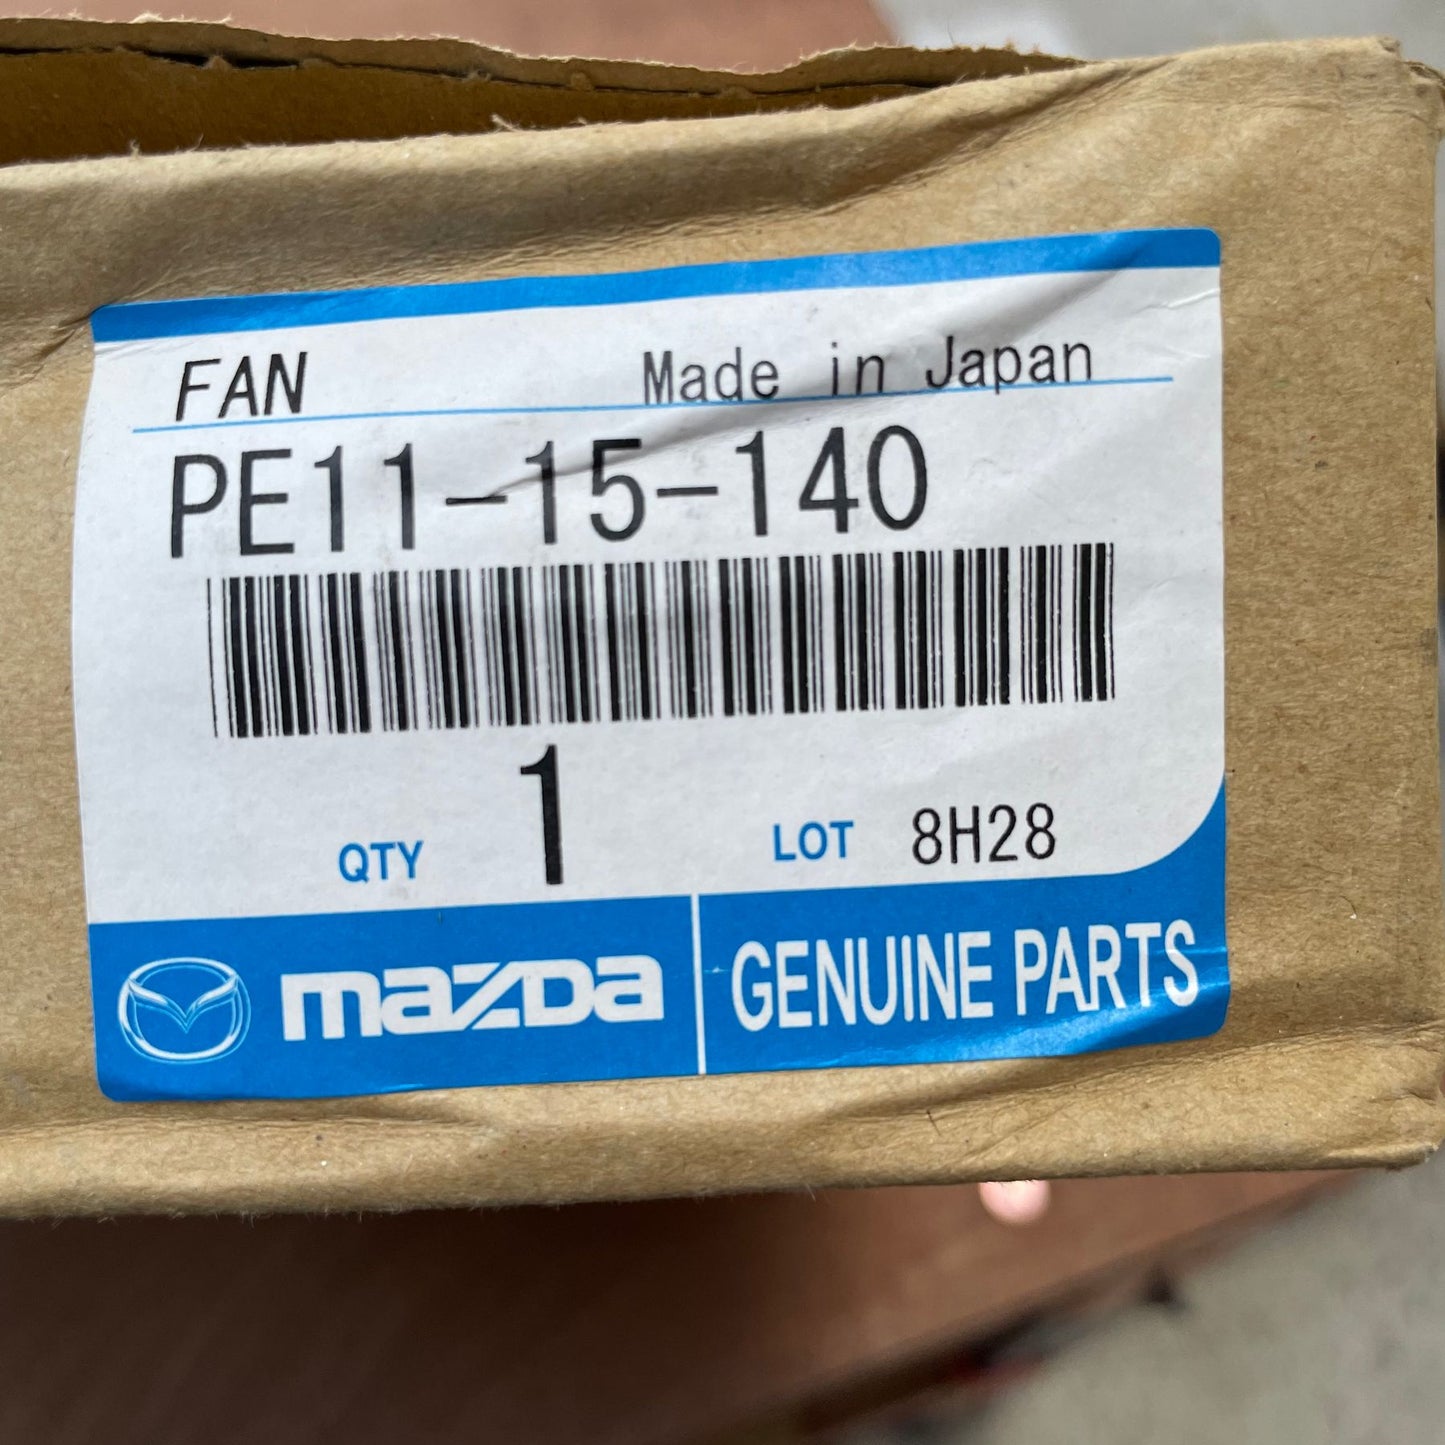 FAN Made in Japan
PE11-15-140
QTY 1 LOT 8H28
mazda GENUINE PARTS